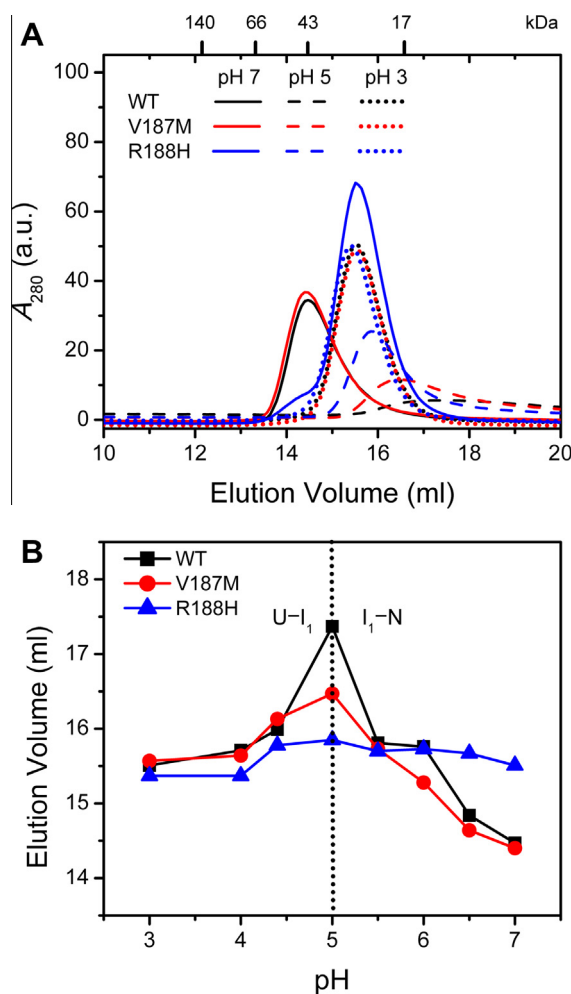 140 66 43 17 kDa
A
pH 7 pH 5 pH 3
WT
V187M
R188H
100
80
60
40
20
0
A280 (a.u.)
10 12 14 16 18 20
Elution Volume (ml)
B
WT
V187M
R188H
U–I1 I1–N
18
17
16
15
14
Elution Volume (ml)
3 4 5 6 7
pH